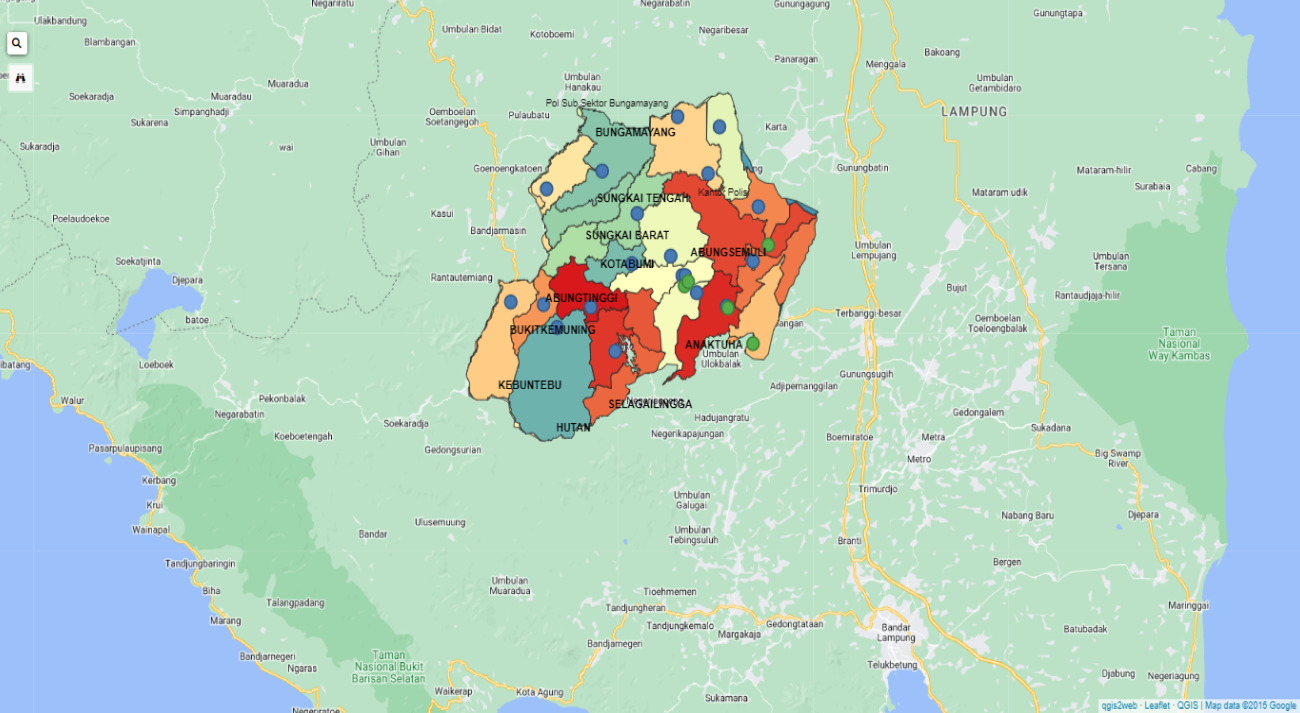 Negariratu
Negarabatin
Gunungagung
Ulakbandung
Gunungtapa
Umbulan Bidat
Kotoboemi
Negaribesar
Blambangan
Bakoang
Panaragan
Menggala
Umbulan
Hanakau
Umbulan
Getambidaro
Muaradua
Soekaradja
Muaradau
Simpanghadji
Pol Sub Sektor Bungamayang
LAMPUNG
Oemboelan
Soetangegoh
Pulaubatu
Sukarena
Karta
BUNGAMAYANG
Sukaradja
wai
Umbulan
Gihan
Goenoengkatoen
Gunungbatin
Mataram-hilir
Cabang
Surabaia
Kantor Polis
Mataram udik
SUNGKAI TENGAH
Poelaudoekoe
Kasui
Bandjarmasin
SUNGKAI BARAT
Umbulan
Lempujang
ABUNGSEMULI
Soekatjinta
KOTABUMI
Umbulan
Tersana
Rantautemiang
Djepara
Bujut
Rantaudjaja-hilir
ABUNGTINGGI
batoe
Terbanggi-besar
Oemboelan
Toeloengbalak
BUKITKEMUNING
Taman
Nasional
Way Kambas
ANAKTUHA
Umbulan
Ulokbalak
Loeboek
Gunungsugih
KEBUNTEBU
Adjipemanggilan
Walur
Pekonbalak
SELAGAILINGGA
Negarabatin
Soekaradja
Hadujangratu
Gedongalem
HUTAN
Negerikapajungan
Koeboetengah
Boemiratoe
Metra
Sukadana
Pasarpulaupisang
Gedongsurian
Metro
Big Swamp
River
Kerbang
Trimurdjo
Krui
Umbulan
Galugai
Nabang Baru
Djepara
Wainapal
Ulusemuung
Bandar
Umbulan
Tebingsuluh
Branti
Tandjungbaringin
Bergen
Biha
Umbulan
Muaradua
Tioehmemen
Talangpadang
Tandjungheran
Maringgai
Marang
Tandjungkemalo
Gedongtataan
Bandar
Lampung
Batubadak
Margakaja
Bandjarnegeri
Bandjarnegeri
Taman
Nasional Bukit
Barisan Selatan
Ngaras
Telukbetung
Djabung
Negeriagung
Waikerap
Kota Agung
Sukamana
Negoriratoe
qgis2web · Leaflet · QGIS | Map data ©2015 Google